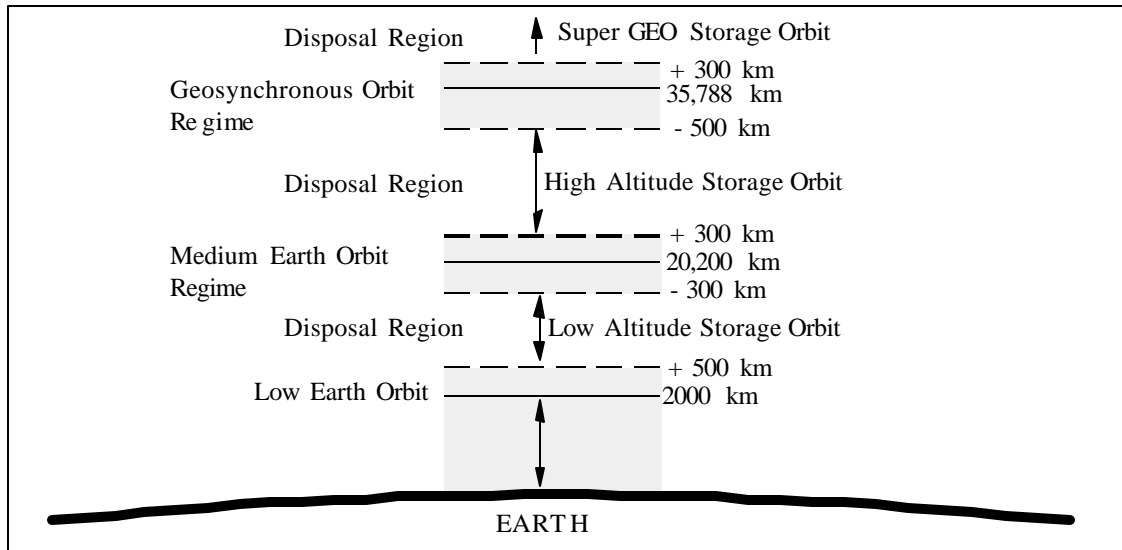 Disposal Region
Super GEO Storage Orbit
+ 300 km
Geosynchronous Orbit
35,788 km
Regime
- 500 km
Disposal Region
High Altitude Storage Orbit
+ 300 km
Medium Earth Orbit
20,200 km
Regime
- 300 km
Disposal Region
Low Altitude Storage Orbit
+ 500 km
Low Earth Orbit
2000 km
EARTH